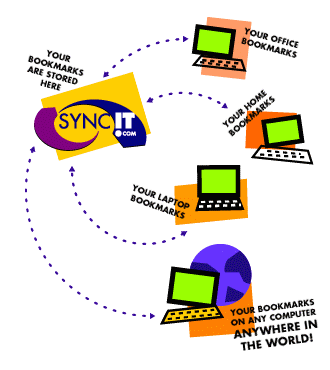 YOUR OFFICE
BOOKMARKS
YOUR
BOOKMARKS
ARE STORED
HERE
SYNCIT
.COM
YOUR HOME
BOOKMARKS
YOUR LAPTOP
BOOKMARKS
YOUR BOOKMARKS
ON ANY COMPUTER
ANYWHERE IN
THE WORLD!